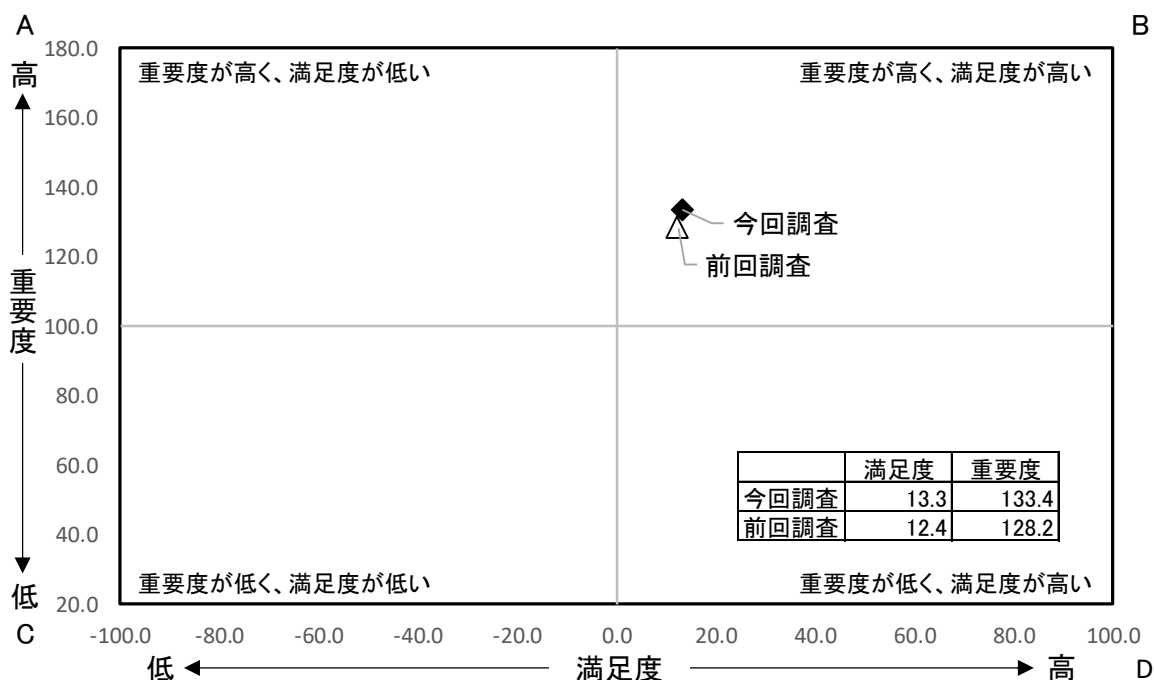 A
B
180.0
高
重要度が高く、満足度が低い
重要度が高く、満足度が高い
160.0
140.0
今回調査
120.0
前回調査
重要度
100.0
80.0
60.0
満足度 重要度
今回調査 13.3 133.4
前回調査 12.4 128.2
40.0
重要度が低く、満足度が低い
重要度が低く、満足度が高い
低
20.0
C
-100.0 -80.0 -60.0 -40.0 -20.0 0.0 20.0 40.0 60.0 80.0 100.0
低 満足度 高
D